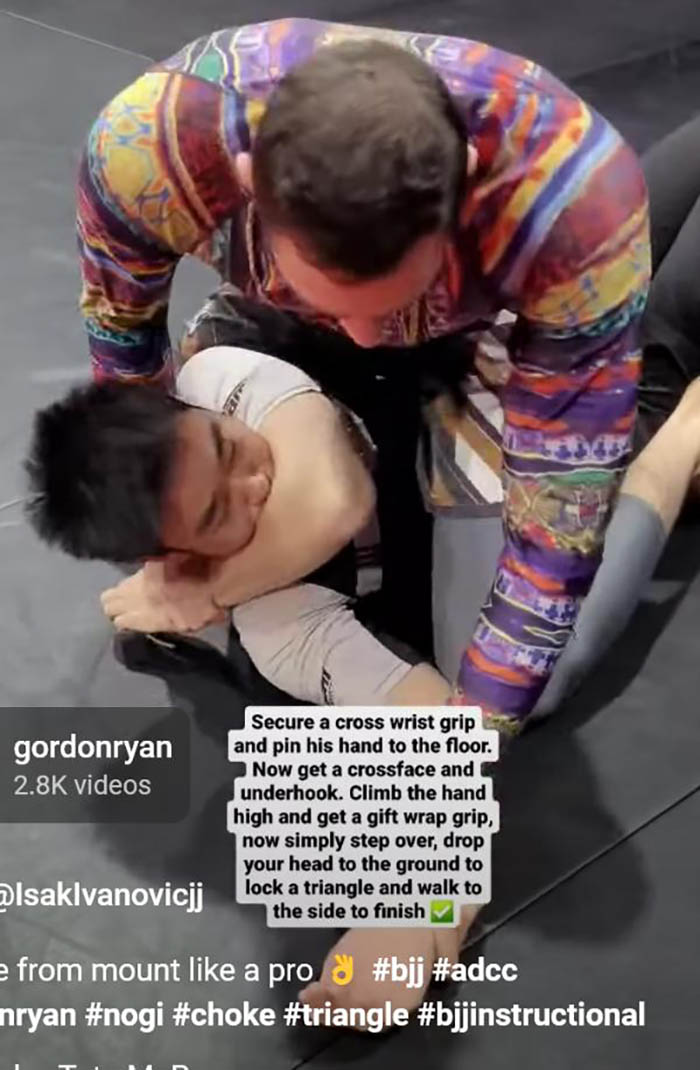 Secure a cross wrist grip
and pin his hand to the floor.
Now get a crossface and
underhook. Climb the hand
high and get a gift wrap grip,
now simply step over, drop
your head to the ground to
lock a triangle and walk to
the side to finish ✅
gordonryan
2.8K videos
@IsakIvanovicjj
e from mount like a pro 👌 #bjj #adcc
nryan #nogi #choke #triangle #bjjinstructional